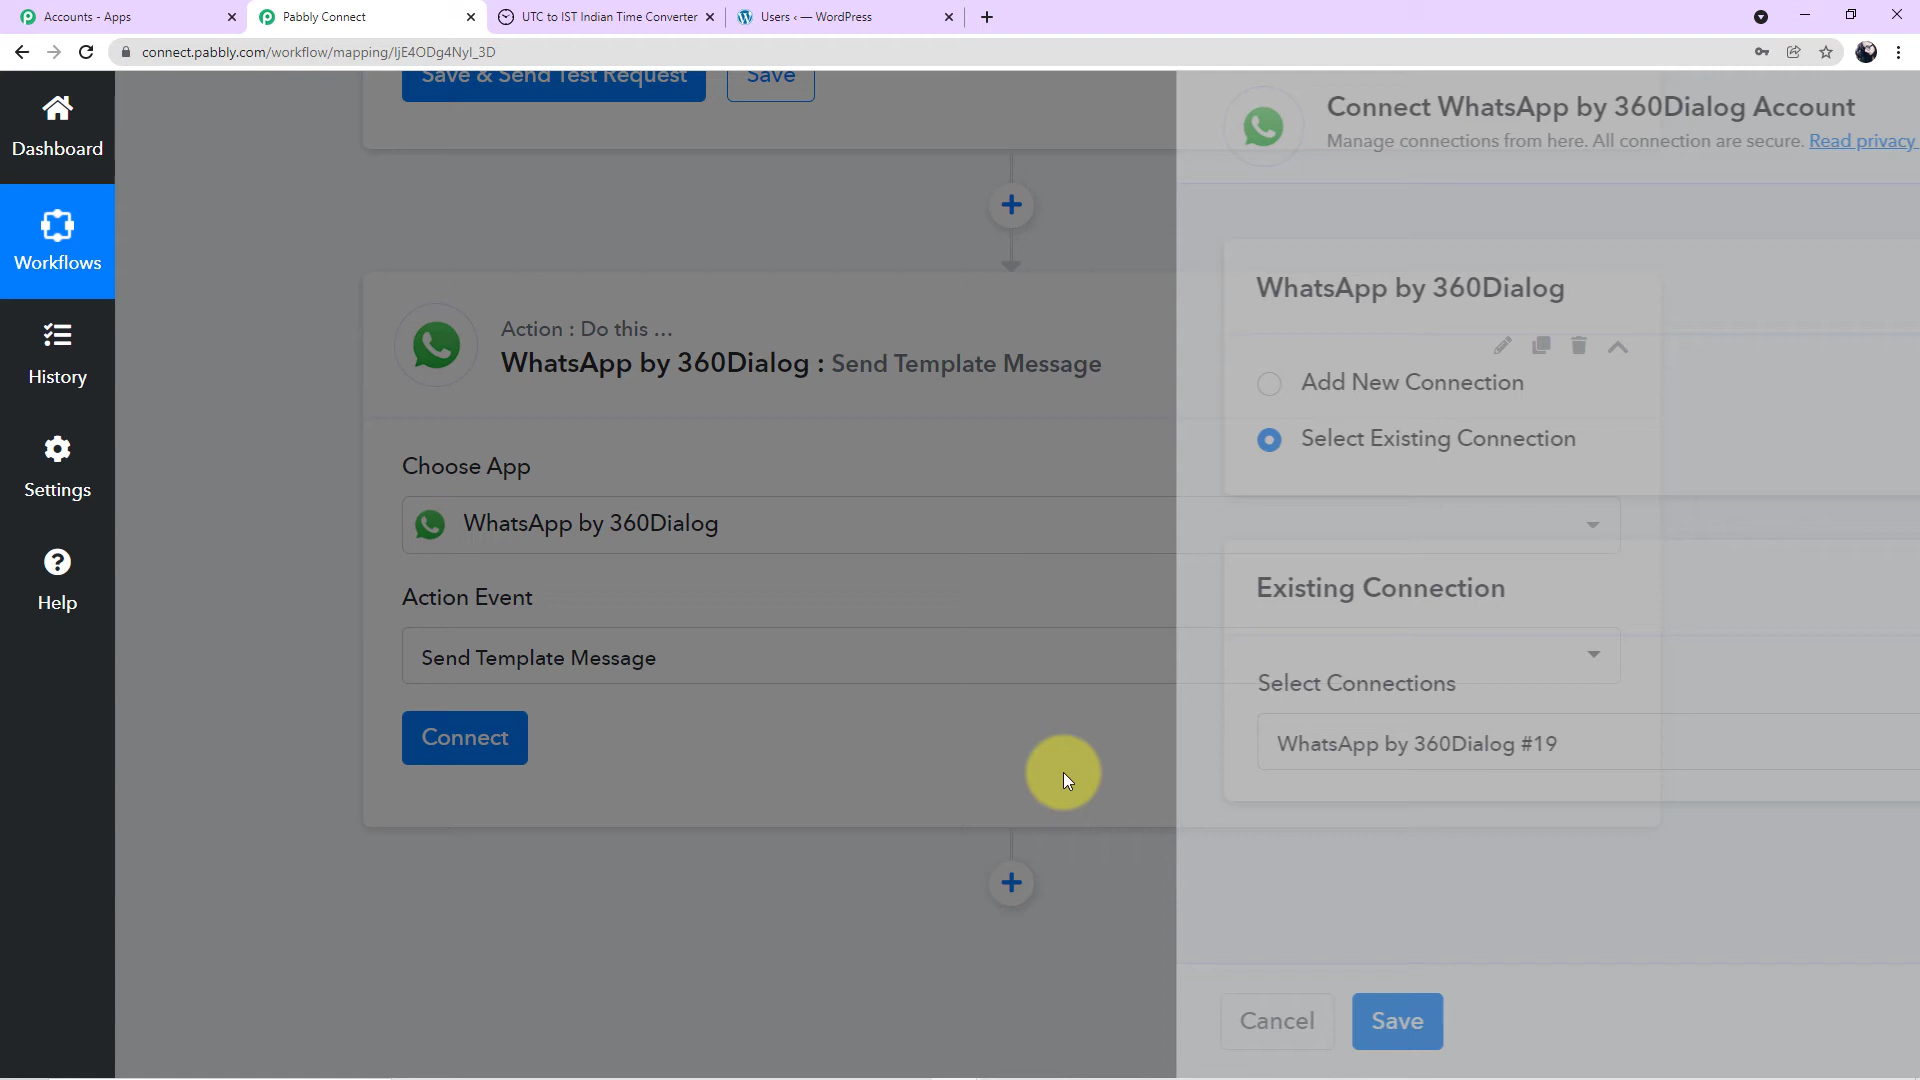 Accounts - Apps
Pabbly Connect
UTC to IST Indian Time Converter
Users ‹ — WordPress
connect.pabbly.com/workflow/mapping/IjE4ODg4NyI_3D
Save & Send Test Request
Save
Dashboard
Workflows
History
Settings
Help
Action : Do this ...
WhatsApp by 360Dialog : Send Template Message
Choose App
WhatsApp by 360Dialog
Action Event
Send Template Message
Connect
Connect WhatsApp by 360Dialog Account
Manage connections from here. All connection are secure. Read privacy
WhatsApp by 360Dialog
Add New Connection
Select Existing Connection
Existing Connection
Select Connections
WhatsApp by 360Dialog #19
Cancel
Save